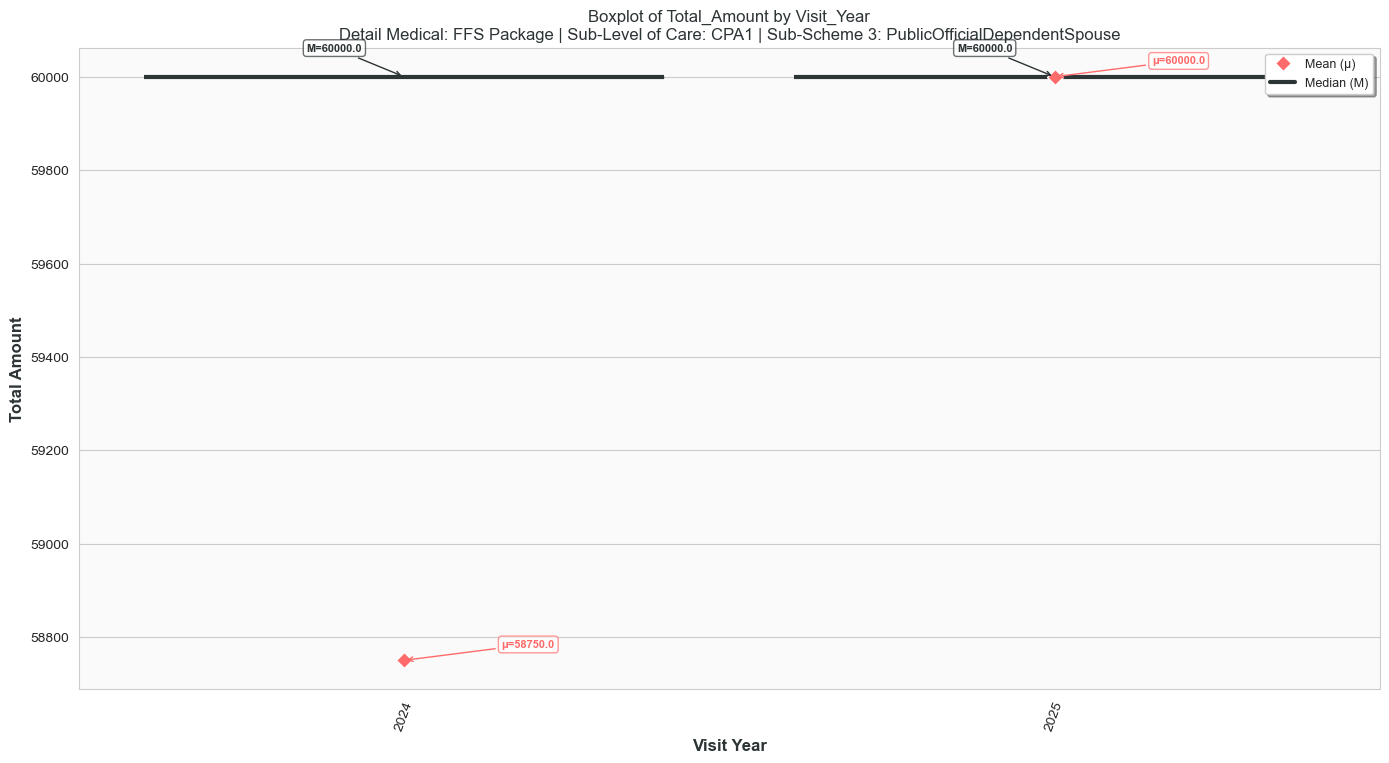 Boxplot of Total_Amount by Visit_Year
Detail Medical: FFS Package | Sub-Level of Care: CPA1 | Sub-Scheme 3: PublicOfficialDependentSpouse
M=60000.0
M=60000.0
μ=60000.0
Mean (μ)
Median (M)
60000
59800
59600
59400
59200
59000
58800
μ=58750.0
Total Amount
2024
2025
Visit Year